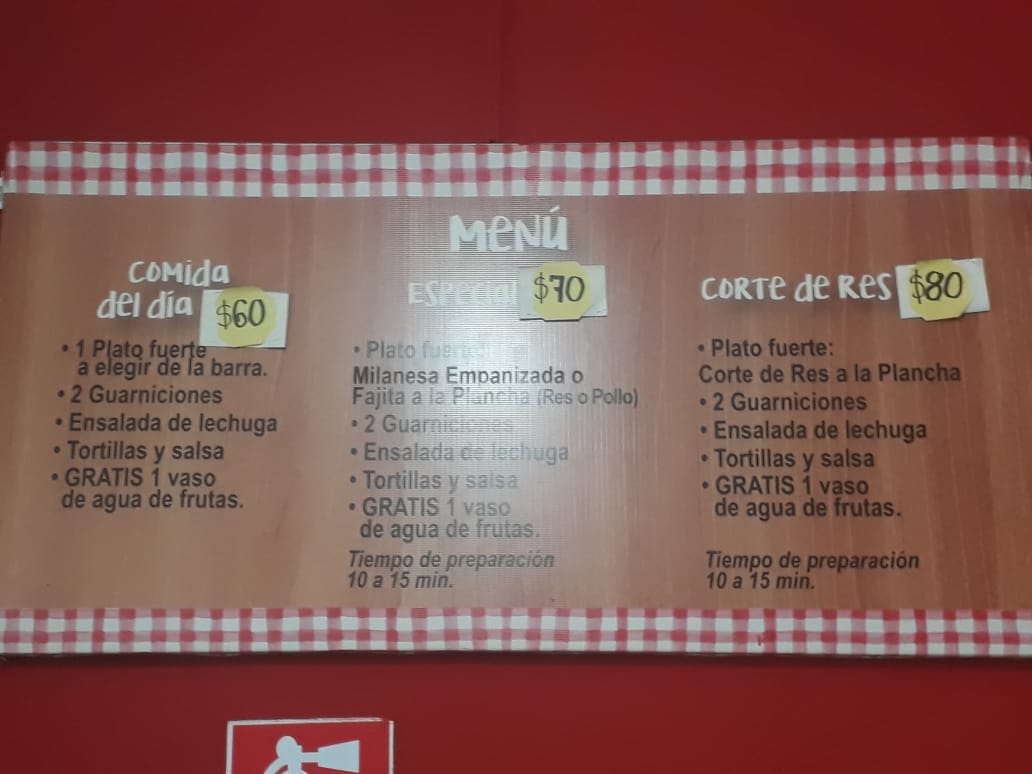 MENÚ
COMIDA
del día $60
• 1 Plato fuerte
a elegir de la barra.
• 2 Guarniciones
• Ensalada de lechuga
• Tortillas y salsa
• GRATIS 1 vaso
de agua de frutas.
ESPECIAL $70
• Plato fuerte:
Milanesa Empanizada o
Fajita a la Plancha (Res o Pollo)
• 2 Guarniciones
• Ensalada de lechuga
• Tortillas y salsa
• GRATIS 1 vaso
de agua de frutas.
Tiempo de preparación
10 a 15 min.
CORTE de RES $80
• Plato fuerte:
Corte de Res a la Plancha
• 2 Guarniciones
• Ensalada de lechuga
• Tortillas y salsa
• GRATIS 1 vaso
de agua de frutas.
Tiempo de preparación
10 a 15 min.